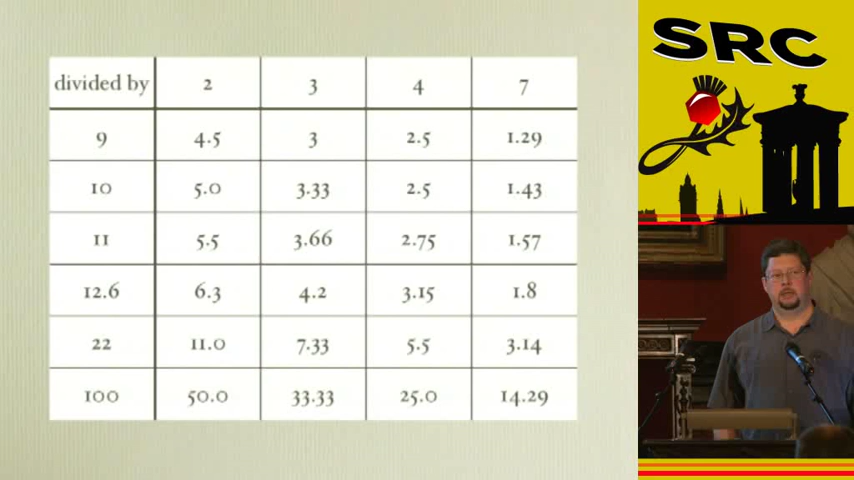 SRC
divided by 2 3 4 7
9 4.5 3 2.5 1.29
10 5.0 3.33 2.5 1.43
11 5.5 3.66 2.75 1.57
12.6 6.3 4.2 3.15 1.8
22 11.0 7.33 5.5 3.14
100 50.0 33.33 25.0 14.29